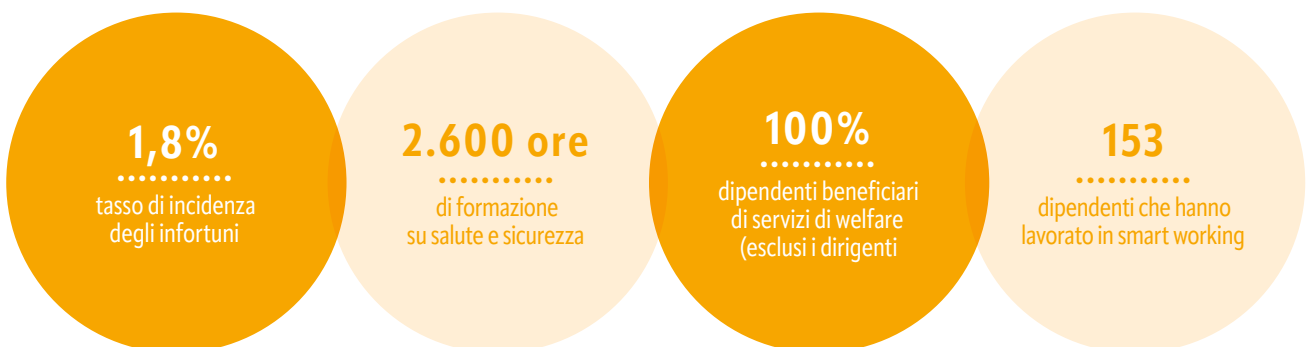 1,8%
tasso di incidenza
degli infortuni
2.600 ore
di formazione
su salute e sicurezza
100%
dipendenti beneficiari
di servizi di welfare
(esclusi i dirigenti
153
dipendenti che hanno
lavorato in smart working